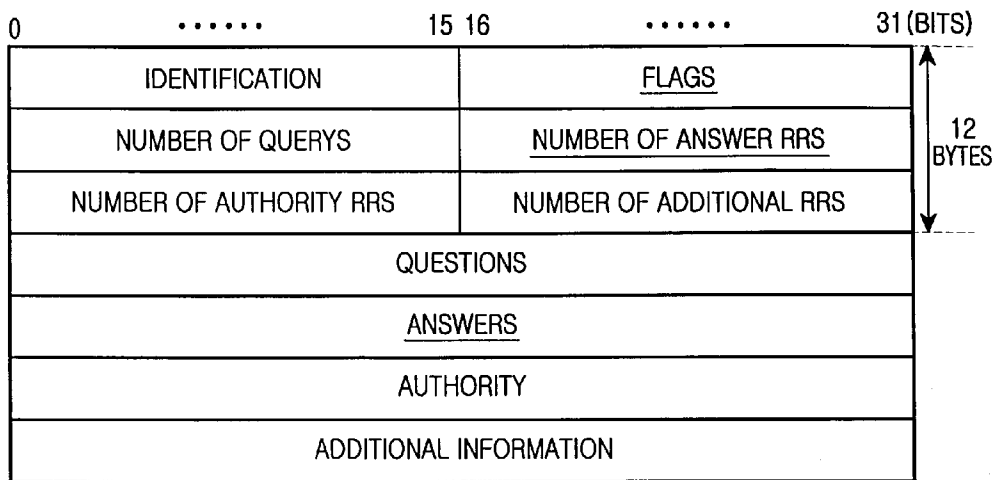 0 ...... 15 16 ...... 31 (BITS)
IDENTIFICATION FLAGS
NUMBER OF QUERYS NUMBER OF ANSWER RRS
12 BYTES
NUMBER OF AUTHORITY RRS NUMBER OF ADDITIONAL RRS
QUESTIONS
ANSWERS
AUTHORITY
ADDITIONAL INFORMATION